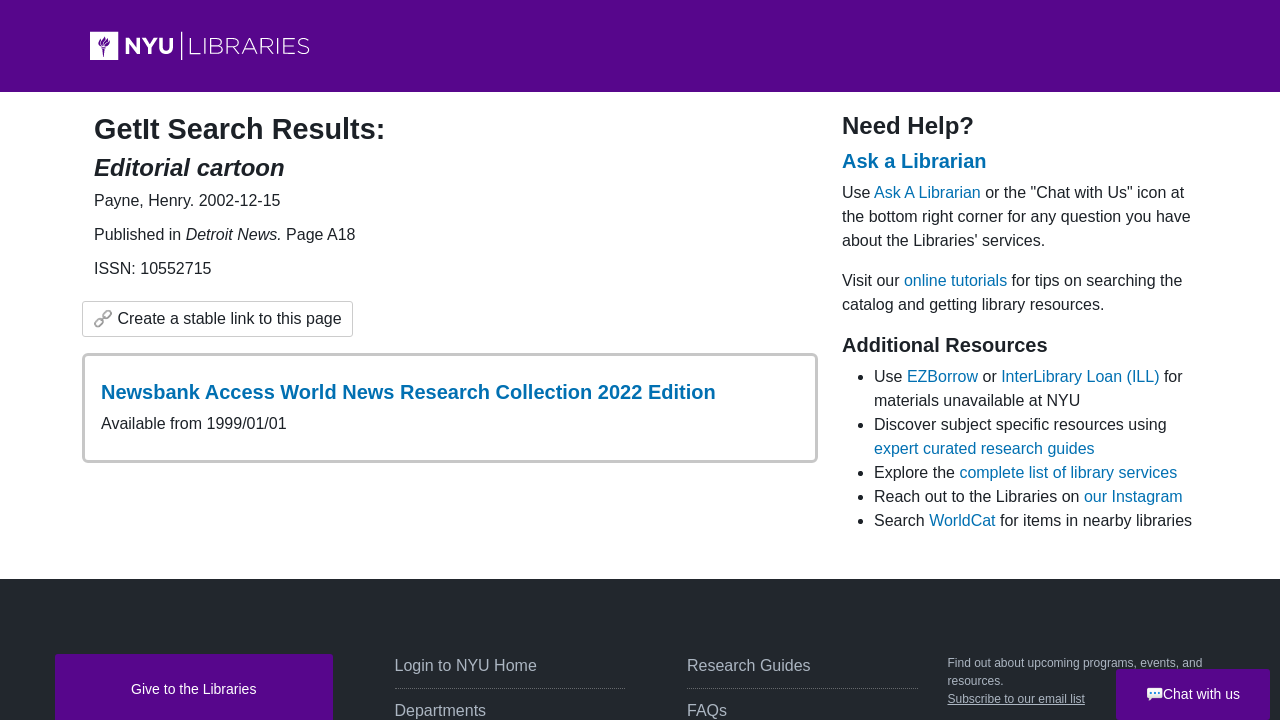 NYU LIBRARIES
GetIt Search Results:
Editorial cartoon
Payne, Henry. 2002-12-15
Published in Detroit News. Page A18
ISSN: 10552715
Create a stable link to this page
Newsbank Access World News Research Collection 2022 Edition
Available from 1999/01/01
Need Help?
Ask a Librarian
Use Ask A Librarian or the "Chat with Us" icon at
the bottom right corner for any question you have
about the Libraries' services.
Visit our online tutorials for tips on searching the
catalog and getting library resources.
Additional Resources
Use EZBorrow or InterLibrary Loan (ILL) for
materials unavailable at NYU
Discover subject specific resources using
expert curated research guides
Explore the complete list of library services
Reach out to the Libraries on our Instagram
Search WorldCat for items in nearby libraries
Give to the Libraries
Login to NYU Home
Departments
Research Guides
FAQs
Find out about upcoming programs, events, and
resources.
Subscribe to our email list
Chat with us